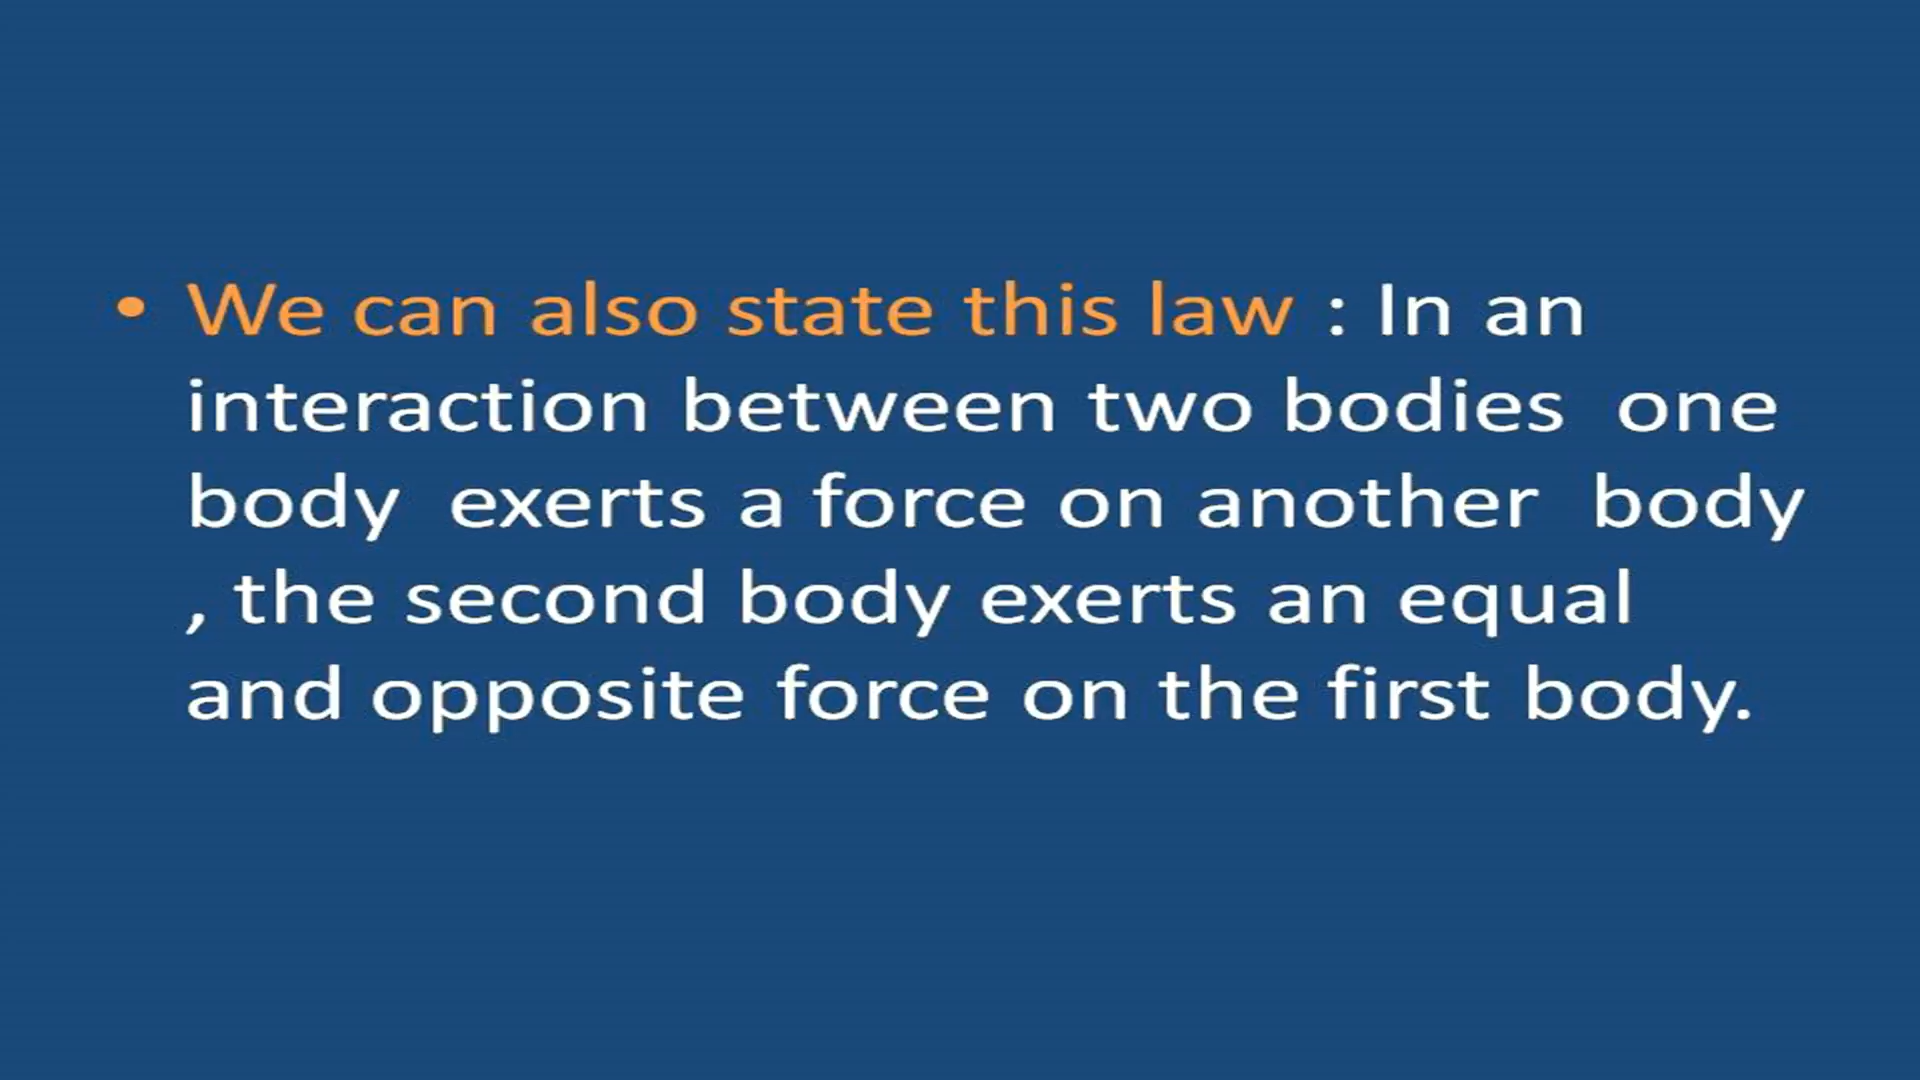 • We can also state this law : In an
interaction between two bodies  one
body  exerts a force on another  body
, the second body exerts an equal
and opposite force on the first body.